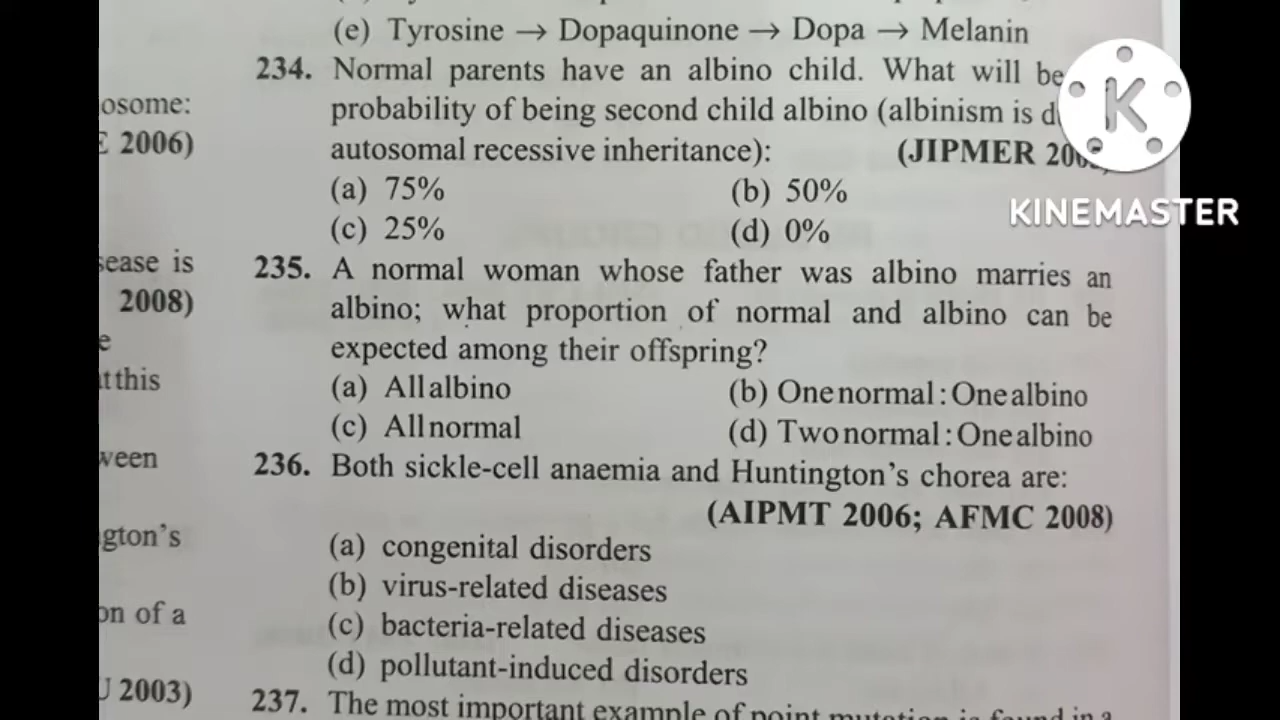 (e) Tyrosine → Dopaquinone → Dopa → Melanin
234. Normal parents have an albino child. What will be
probability of being second child albino (albinism is
autosomal recessive inheritance): (JIPMER
(a) 75% (b) 50%
(c) 25% (d) 0%
235. A normal woman whose father was albino marries an
albino; what proportion of normal and albino can be
expected among their offspring?
(a) All albino (b) One normal : One albino
(c) All normal (d) Two normal : One albino
236. Both sickle-cell anaemia and Huntington's chorea are:
(AIPMT 2006; AFMC 2008)
(a) congenital disorders
(b) virus-related diseases
(c) bacteria-related diseases
(d) pollutant-induced disorders
237. The most important example of point mutation is found in a
osome:
2006)
sease is
2008)
e
t this
ween
gton's
on of a
2003)
K
KINEMASTER